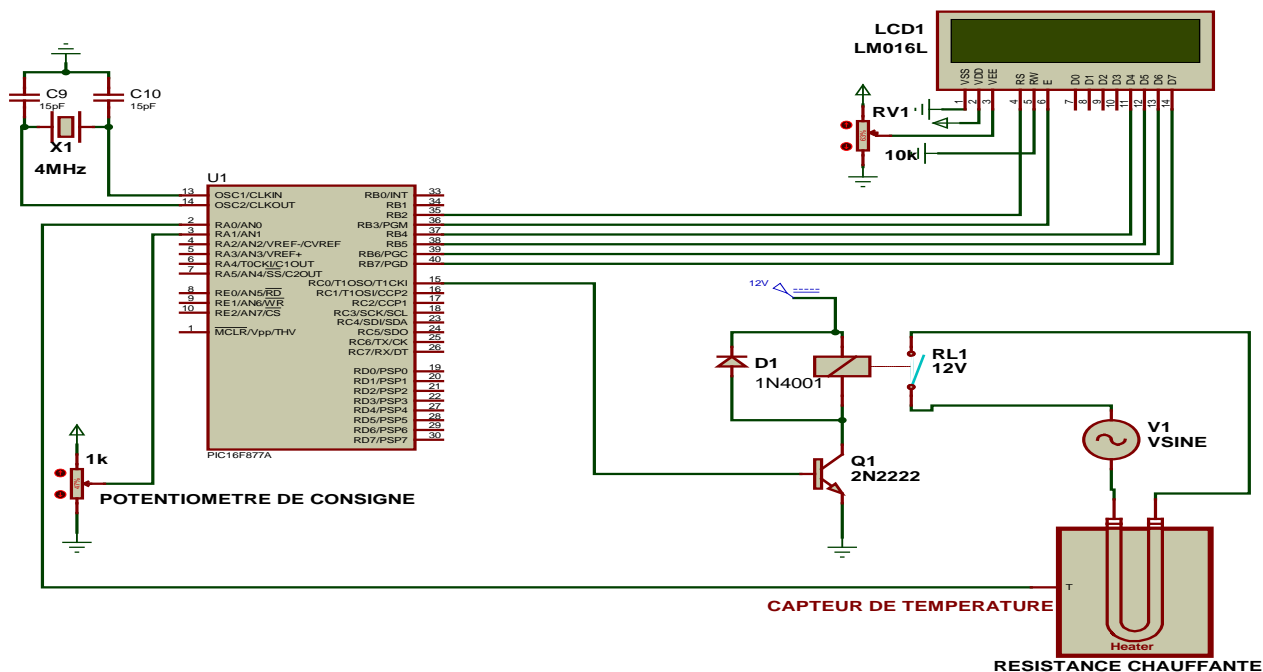 LCD1
LM016L
VSS
VDD
VEE
RS
RW
E
D0
D1
D2
D3
D4
D5
D6
D7
1
2
3
4
5
6
7
8
9
10
11
12
13
14
C9
15pF
C10
15pF
X1
4MHz
RV1
63%
10k
U1
13 OSC1/CLKIN
14 OSC2/CLKOUT
2 RA0/AN0
3 RA1/AN1
4 RA2/AN2/VREF-/CVREF
5 RA3/AN3/VREF+
6 RA4/T0CKI/C1OUT
7 RA5/AN4/SS/C2OUT
8 RE0/AN5/RD
9 RE1/AN6/WR
10 RE2/AN7/CS
1 MCLR/Vpp/THV
RB0/INT 33
RB1 34
RB2 35
RB3/PGM 36
RB4 37
RB5 38
RB6/PGC 39
RB7/PGD 40
RC0/T1OSO/T1CKI 15
RC1/T1OSI/CCP2 16
RC2/CCP1 17
RC3/SCK/SCL 18
RC4/SDI/SDA 23
RC5/SDO 24
RC6/TX/CK 25
RC7/RX/DT 26
RD0/PSP0 19
RD1/PSP1 20
RD2/PSP2 21
RD3/PSP3 22
RD4/PSP4 27
RD5/PSP5 28
RD6/PSP6 29
RD7/PSP7 30
PIC16F877A
1k
47%
POTENTIOMETRE DE CONSIGNE
12V
D1
1N4001
RL1
12V
Q1
2N2222
V1
VSINE
T
CAPTEUR DE TEMPERATURE
Heater
RESISTANCE CHAUFFANTE